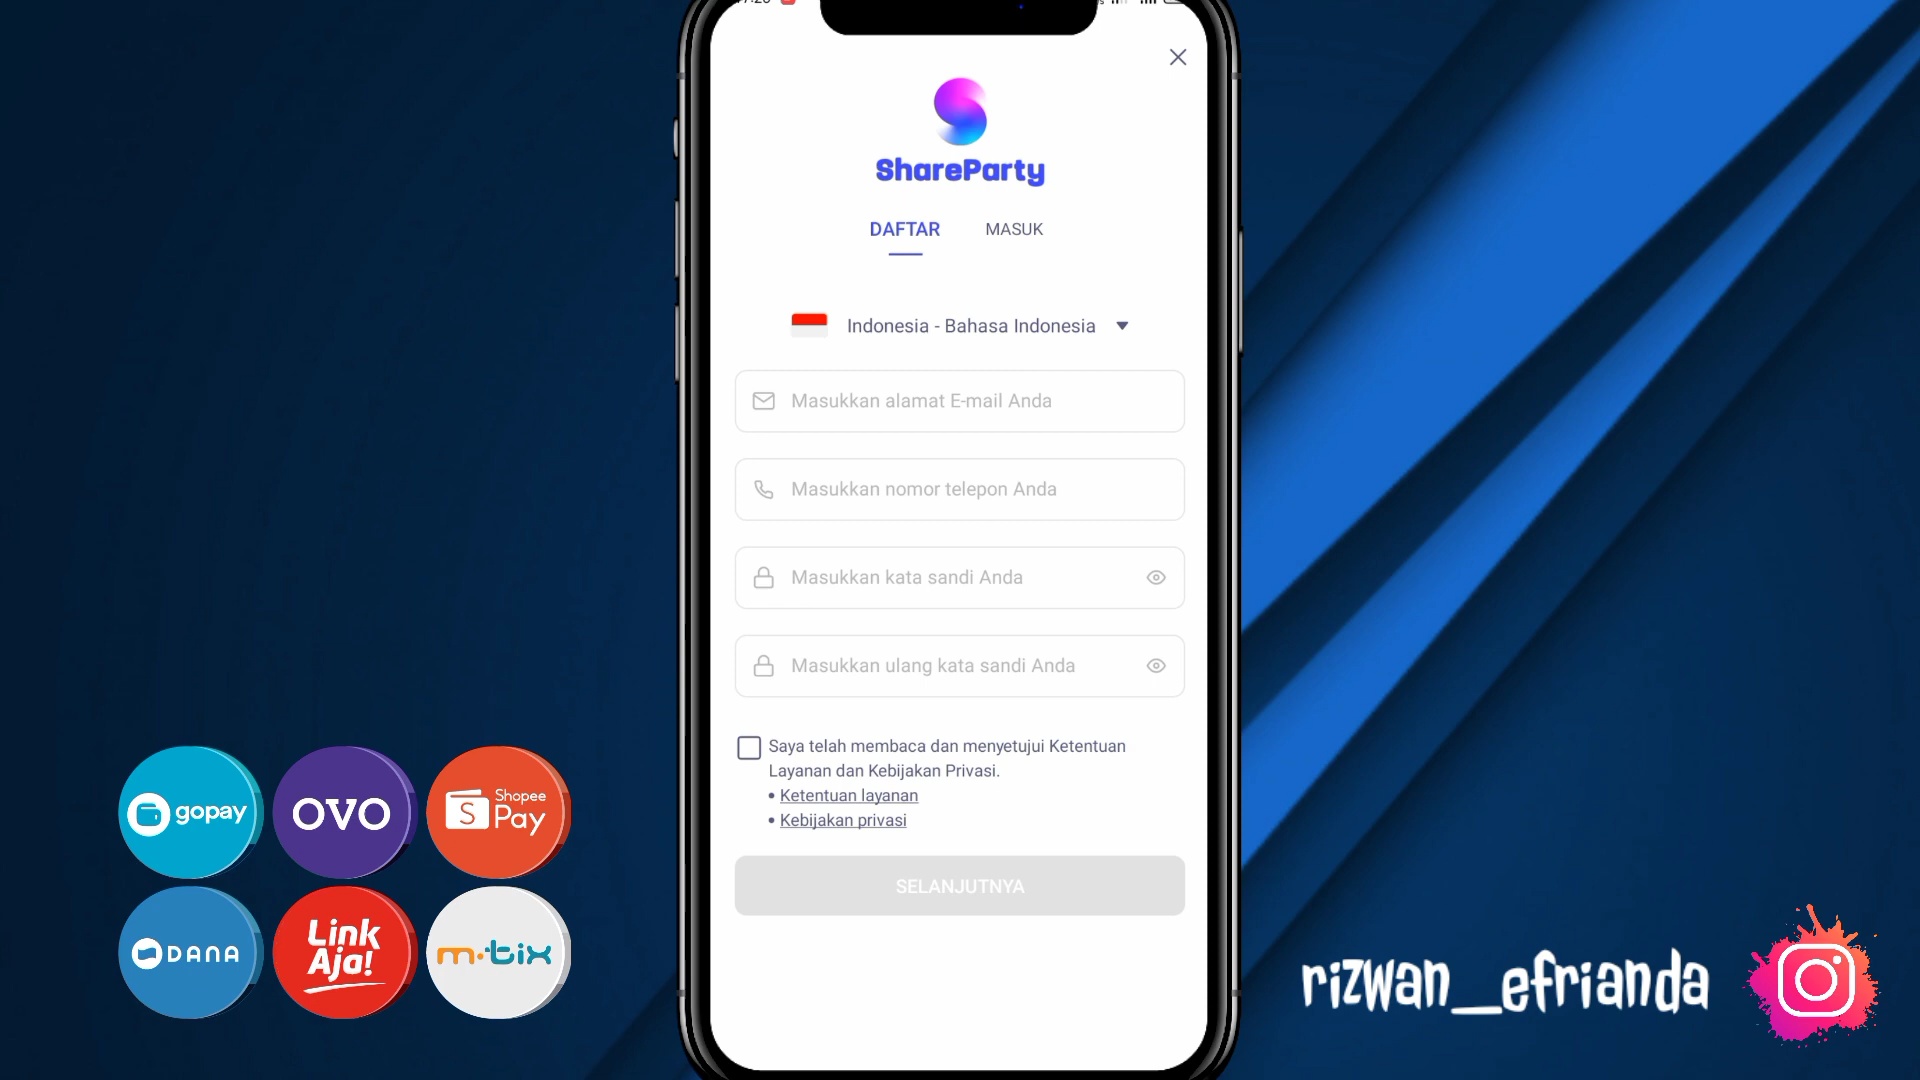 ShareParty
DAFTAR
MASUK
Indonesia - Bahasa Indonesia
Masukkan alamat E-mail Anda
Masukkan nomor telepon Anda
Masukkan kata sandi Anda
Masukkan ulang kata sandi Anda
Saya telah membaca dan menyetujui Ketentuan
Layanan dan Kebijakan Privasi.
• Ketentuan layanan
• Kebijakan privasi
SELANJUTNYA
gopay
OVO
Shopee
Pay
DANA
Link
Aja!
m·tix
rizwan__efrianda